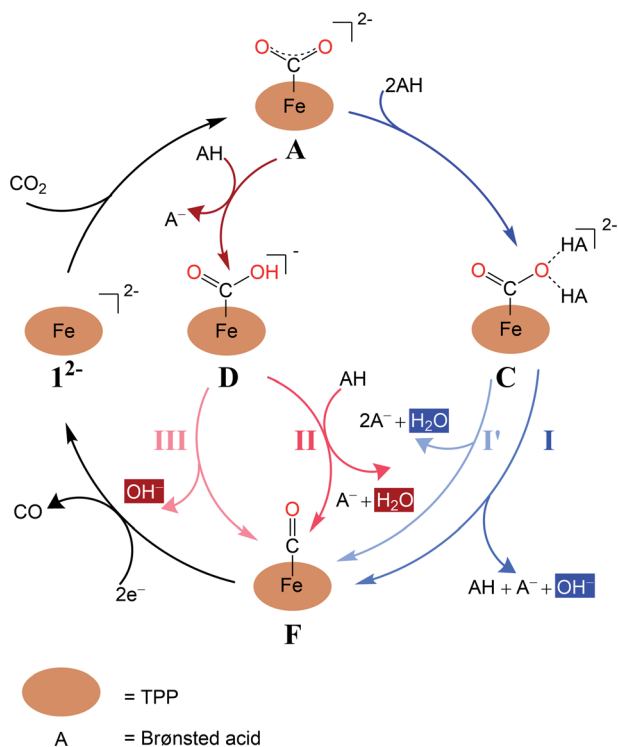 O O ]2-
C
Fe
A
2AH
AH
CO2
A−
O OH ]-
C
Fe
D
HA ]2-
O O
C
HA
Fe
C
Fe ]2-
1²⁻
AH
III
II
2A− + H2O
I'
I
OH−
A− + H2O
CO
O
C
Fe
F
2e−
AH + A− + OH−
= TPP
A = Brønsted acid